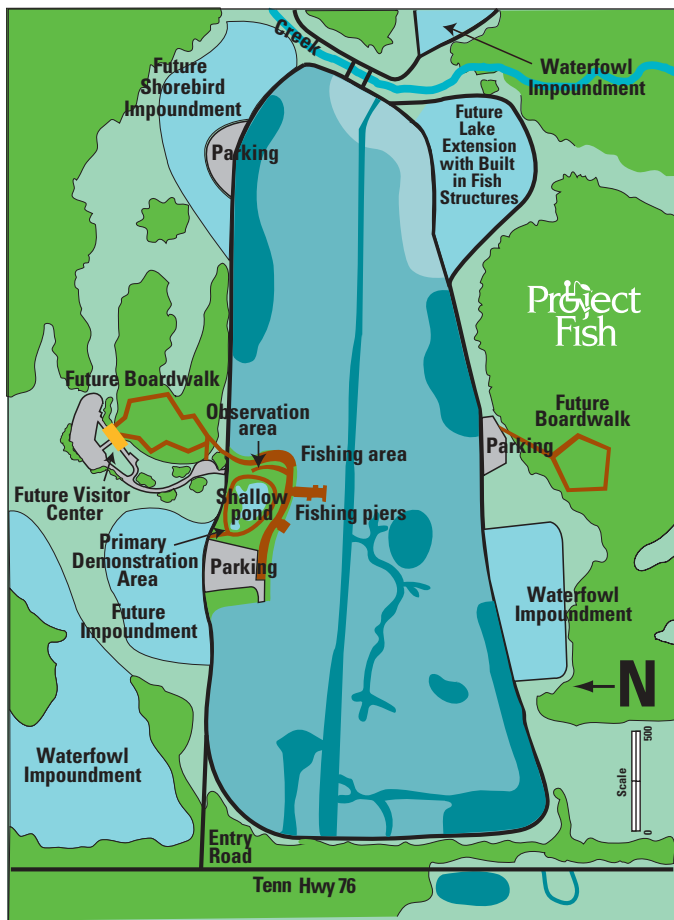 Creek
Waterfowl
Impoundment
Future
Shorebird
Impoundment
Future
Lake
Extension
with Built
in Fish
Structures
Parking
Project
Fish
Future Boardwalk
Observation
area
Future
Boardwalk
Parking
Fishing area
Future Visitor
Center
Shallow
pond
Fishing piers
Primary
Demonstration
Area
Parking
Future
Impoundment
Waterfowl
Impoundment
N
Waterfowl
Impoundment
Scale
500
0
Entry
Road
Tenn Hwy 76